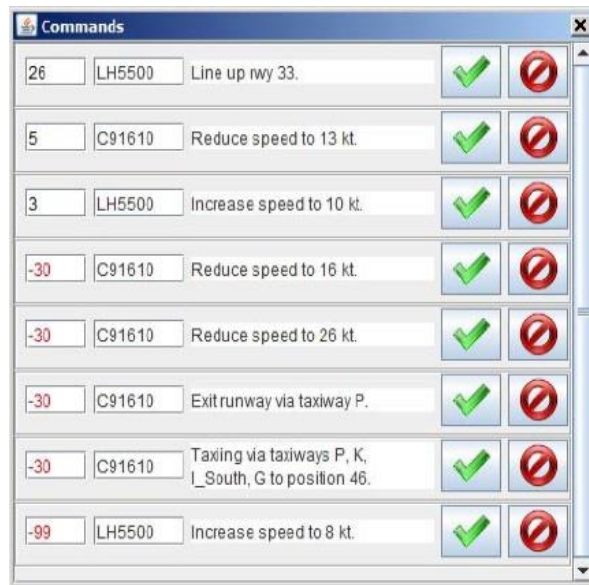 Commands
26 LH5500 Line up rwy 33.
5 C91610 Reduce speed to 13 kt.
3 LH5500 Increase speed to 10 kt.
-30 C91610 Reduce speed to 16 kt.
-30 C91610 Reduce speed to 26 kt.
-30 C91610 Exit runway via taxiway P.
-30 C91610 Taxiing via taxiways P, K,
I_South, G to position 46.
-99 LH5500 Increase speed to 8 kt.